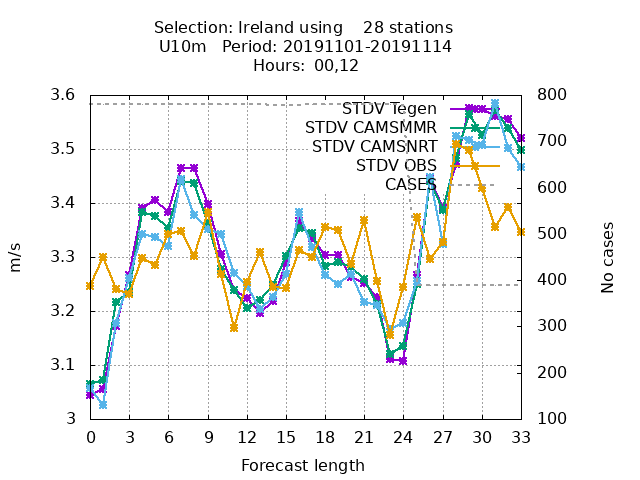 Selection: Ireland using    28 stations
U10m   Period: 20191101-20191114
Hours:  00,12
3.6
3.5
3.4
3.3
3.2
3.1
3
800
700
600
500
400
300
200
100
m/s
No cases
STDV Tegen
STDV CAMSMMR
STDV CAMSNRT
STDV OBS
CASES
0 3 6 9 12 15 18 21 24 27 30 33
Forecast length